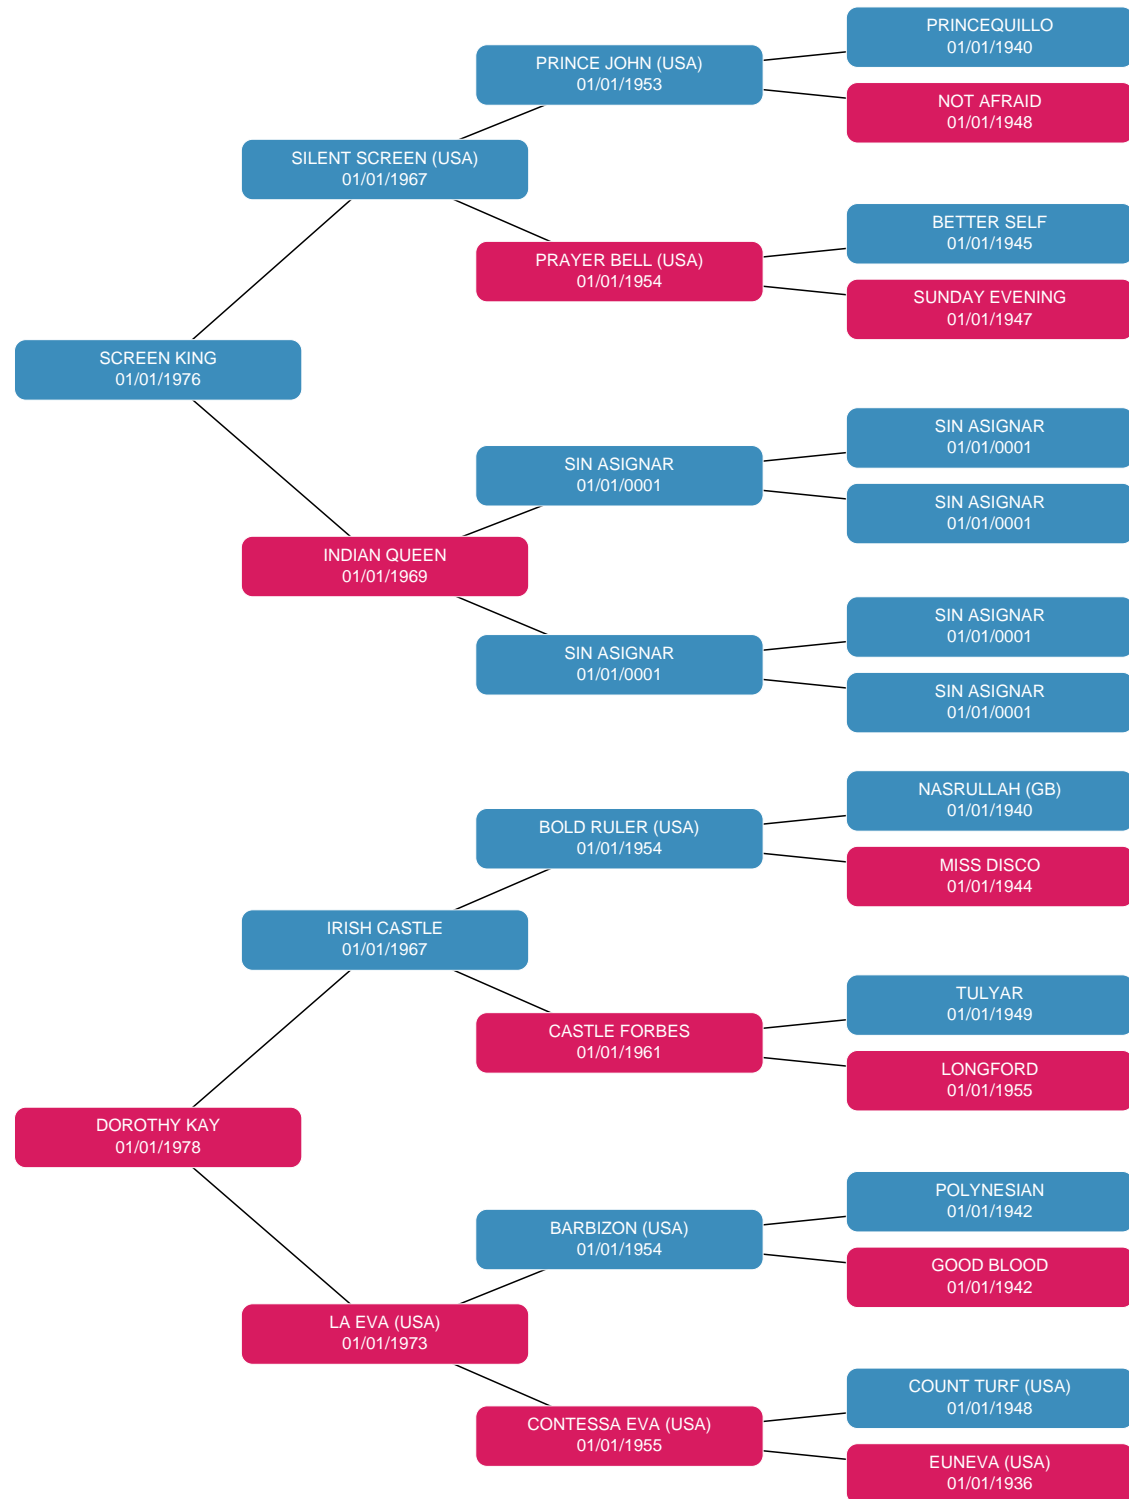 PRINCEQUILLO
01/01/1940
PRINCE JOHN (USA)
01/01/1953
NOT AFRAID
01/01/1948
SILENT SCREEN (USA)
01/01/1967
BETTER SELF
01/01/1945
PRAYER BELL (USA)
01/01/1954
SUNDAY EVENING
01/01/1947
SCREEN KING
01/01/1976
SIN ASIGNAR
01/01/0001
SIN ASIGNAR
01/01/0001
SIN ASIGNAR
01/01/0001
INDIAN QUEEN
01/01/1969
SIN ASIGNAR
01/01/0001
SIN ASIGNAR
01/01/0001
SIN ASIGNAR
01/01/0001
NASRULLAH (GB)
01/01/1940
BOLD RULER (USA)
01/01/1954
MISS DISCO
01/01/1944
IRISH CASTLE
01/01/1967
TULYAR
01/01/1949
CASTLE FORBES
01/01/1961
LONGFORD
01/01/1955
DOROTHY KAY
01/01/1978
POLYNESIAN
01/01/1942
BARBIZON (USA)
01/01/1954
GOOD BLOOD
01/01/1942
LA EVA (USA)
01/01/1973
COUNT TURF (USA)
01/01/1948
CONTESSA EVA (USA)
01/01/1955
EUNEVA (USA)
01/01/1936